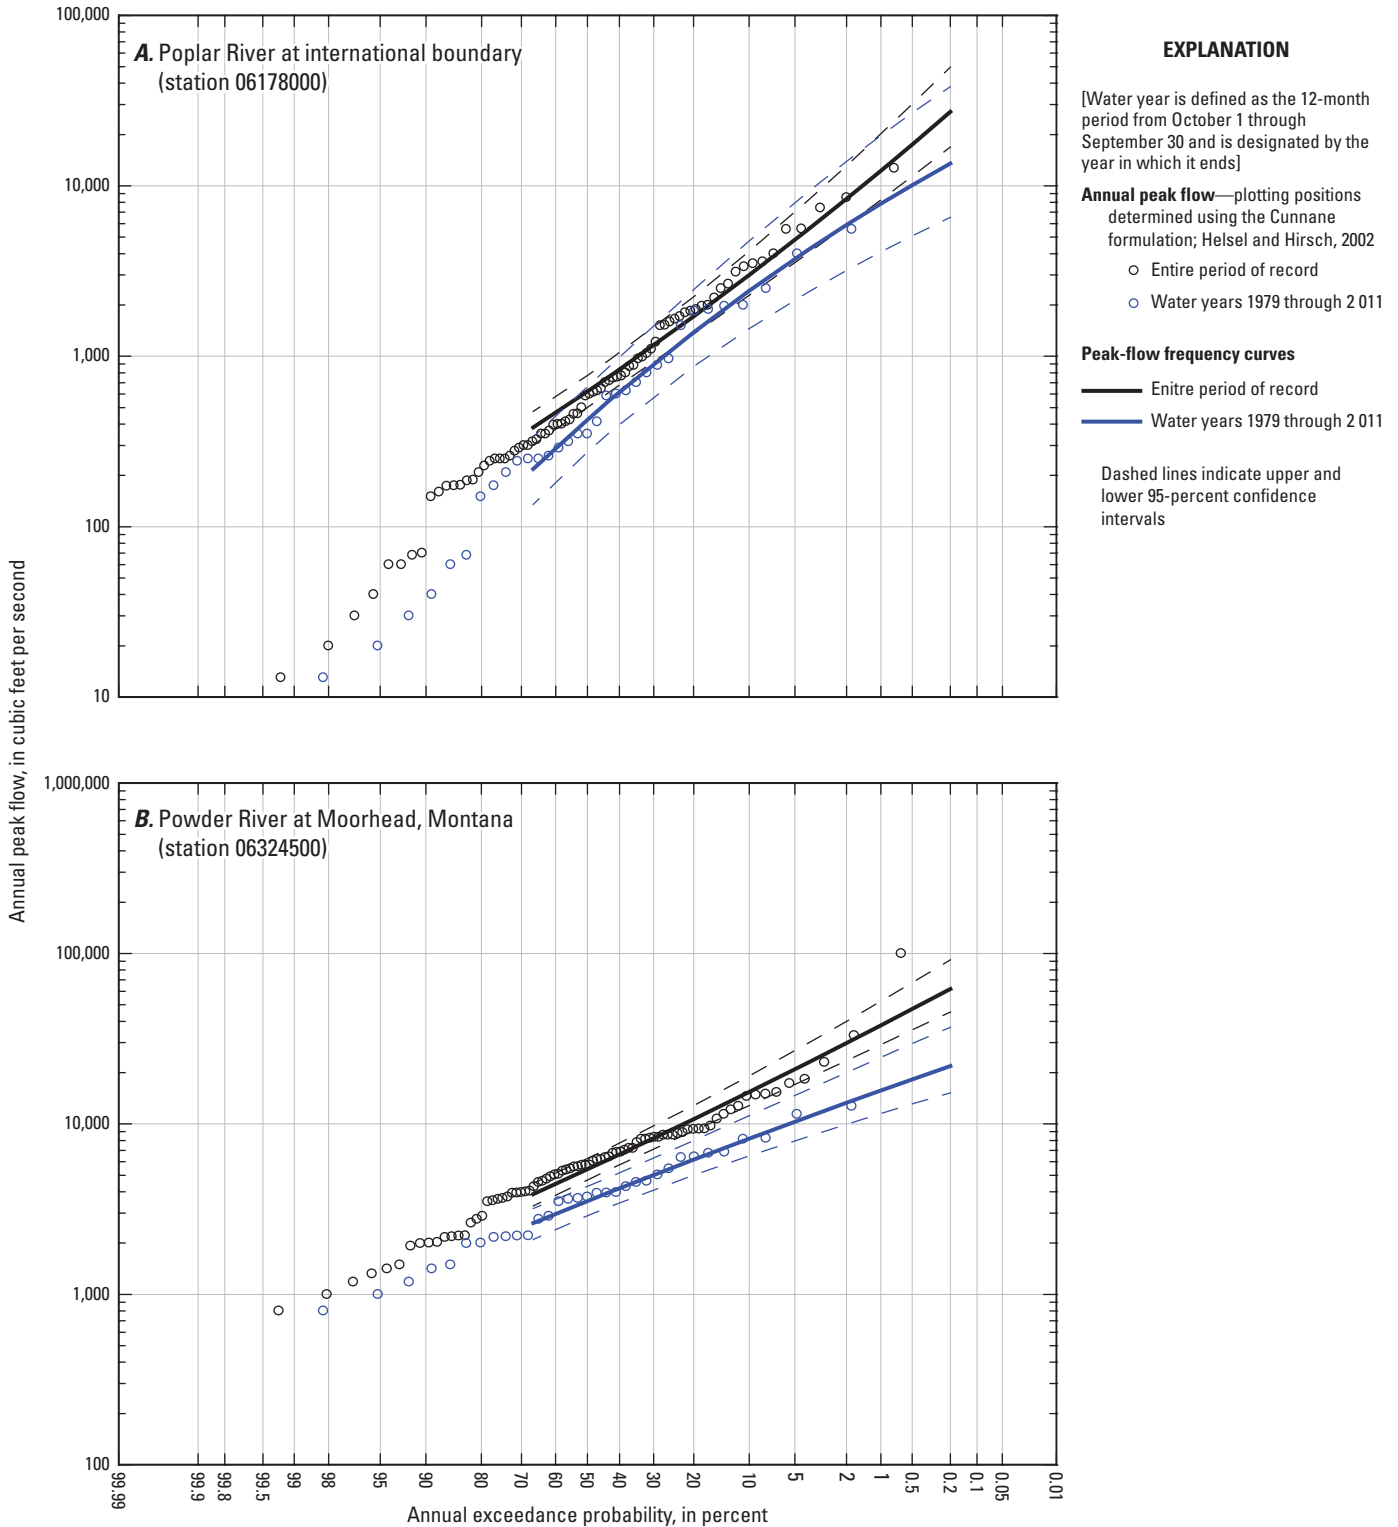 Annual peak flow, in cubic feet per second
100,000
10,000
1,000
100
10
A. Poplar River at international boundary
(station 06178000)
EXPLANATION
[Water year is defined as the 12-month
period from October 1 through
September 30 and is designated by the
year in which it ends]
Annual peak flow—plotting positions
determined using the Cunnane
formulation; Helsel and Hirsch, 2002
Entire period of record
Water years 1979 through 2 011
Peak-flow frequency curves
Enitre period of record
Water years 1979 through 2 011
Dashed lines indicate upper and
lower 95-percent confidence
intervals
1,000,000
100,000
10,000
1,000
100
B. Powder River at Moorhead, Montana
(station 06324500)
99.99
99.9
99.8
99.5
99
98
95
90
80
70
60
50
40
30
20
10
5
2
1
0.5
0.2
0.1
0.05
0.01
Annual exceedance probability, in percent